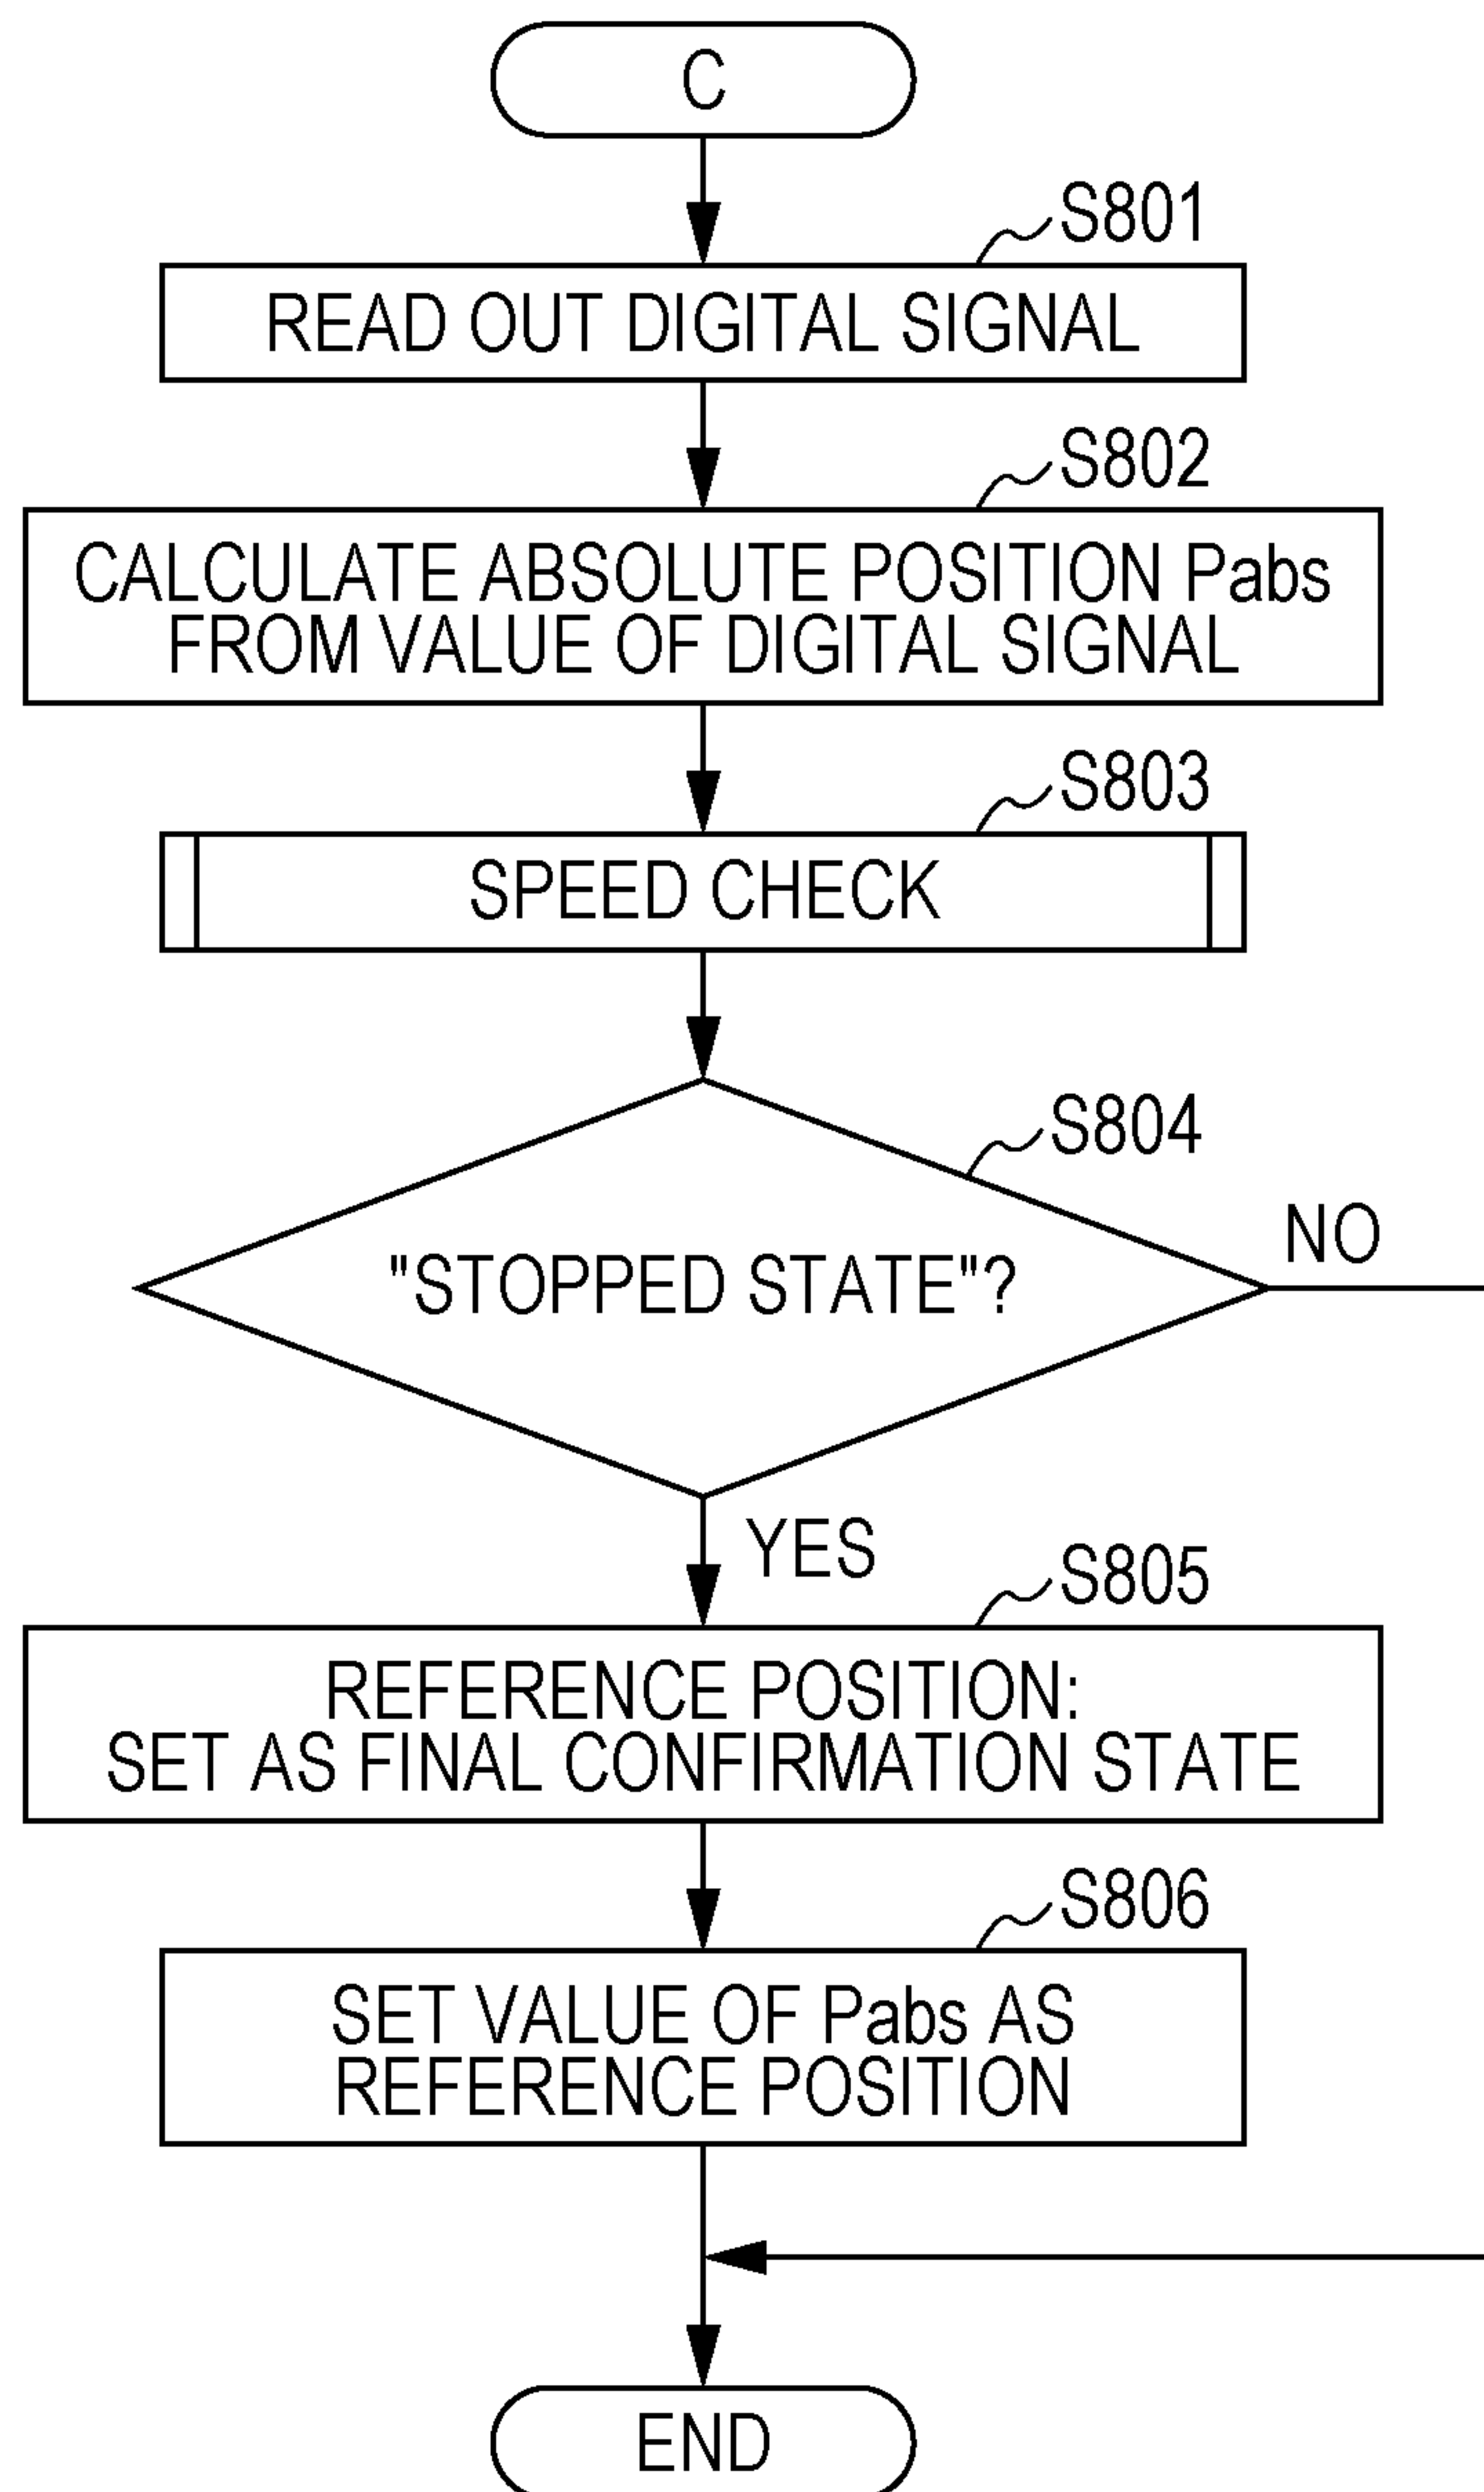 C
S801
READ OUT DIGITAL SIGNAL
S802
CALCULATE ABSOLUTE POSITION Pabs
FROM VALUE OF DIGITAL SIGNAL
S803
SPEED CHECK
S804
"STOPPED STATE"?
NO
YES
S805
REFERENCE POSITION:
SET AS FINAL CONFIRMATION STATE
S806
SET VALUE OF Pabs AS
REFERENCE POSITION
END